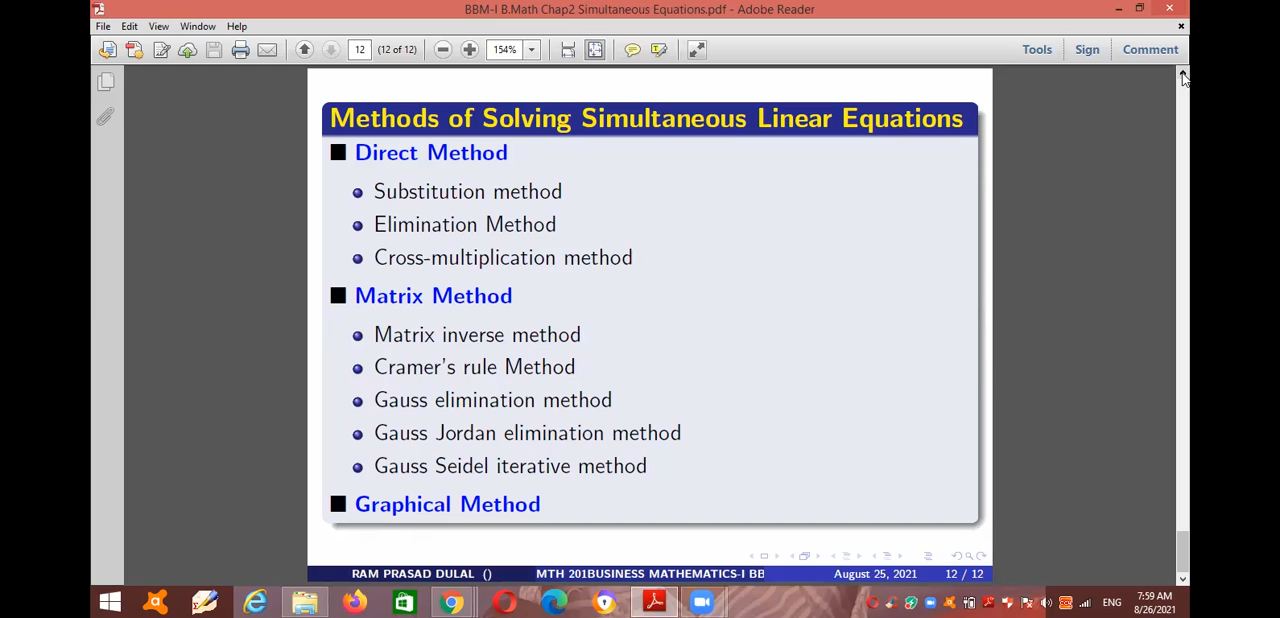 BBM-I B.Math Chap2 Simultaneous Equations.pdf - Adobe Reader
File Edit View Window Help
12 (12 of 12) 154% Tools Sign Comment
Methods of Solving Simultaneous Linear Equations
Direct Method
Substitution method
Elimination Method
Cross-multiplication method
Matrix Method
Matrix inverse method
Cramer's rule Method
Gauss elimination method
Gauss Jordan elimination method
Gauss Seidel iterative method
Graphical Method
RAM PRASAD DULAL () MTH 201BUSINESS MATHEMATICS-I BB August 25, 2021 12 / 12
ENG 7:59 AM
8/26/2021